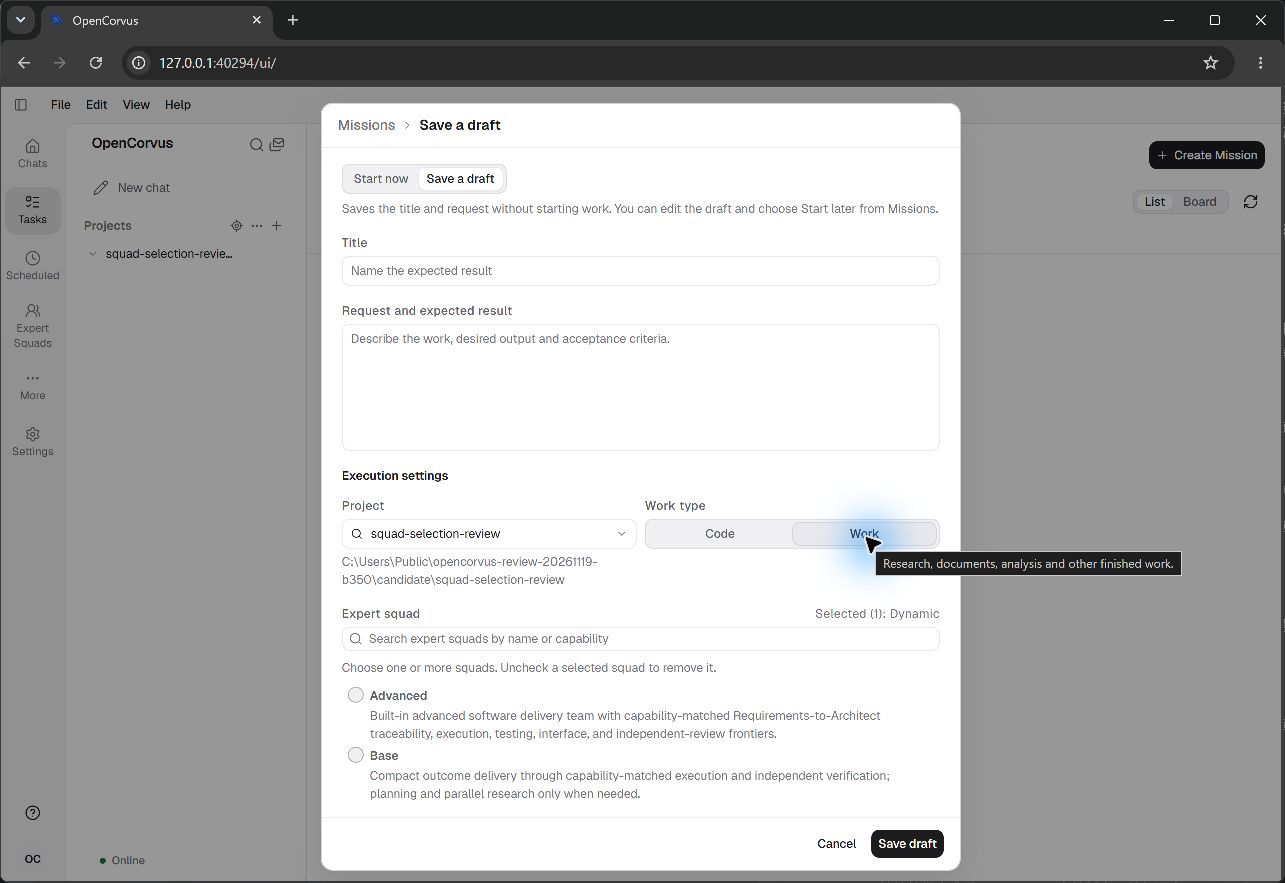 OpenCorvus
127.0.0.1:40294/ui/
File Edit View Help
Chats
Tasks
Scheduled
Expert
Squads
More
Settings
OC
OpenCorvus
New chat
Projects
squad-selection-revie...
Online
Create Mission
List Board
Missions > Save a draft
Start now Save a draft
Saves the title and request without starting work. You can edit the draft and choose Start later from Missions.
Title
Name the expected result
Request and expected result
Describe the work, desired output and acceptance criteria.
Execution settings
Project
squad-selection-review
C:\Users\Public\opencorvus-review-20261119-
b350\candidate\squad-selection-review
Work type
Code Work
Research, documents, analysis and other finished work.
Expert squad Selected (1): Dynamic
Search expert squads by name or capability
Choose one or more squads. Uncheck a selected squad to remove it.
Advanced
Built-in advanced software delivery team with capability-matched Requirements-to-Architect
traceability, execution, testing, interface, and independent-review frontiers.
Base
Compact outcome delivery through capability-matched execution and independent verification;
planning and parallel research only when needed.
Cancel Save draft